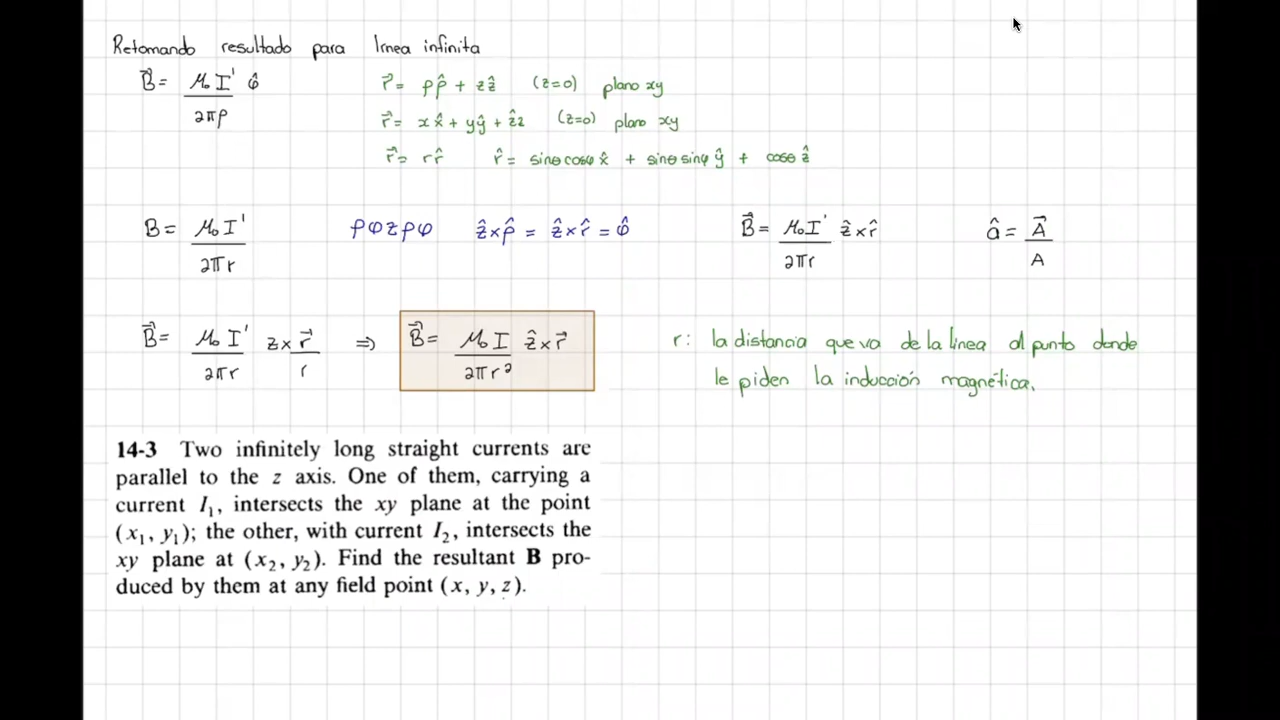 Retomando resultado para línea infinita
B⃗ = μ₀I' / 2πρ φ̂
r⃗ = ρρ̂ + zẑ (z=0) plano xy
r⃗ = xx̂ + yŷ + ẑz (z=0) plano xy
r⃗ = rr̂ r̂ = sinθcosφ x̂ + sinθ sinφ ŷ + cosθ ẑ
B = μ₀I' / 2πr ρφzρφ ẑ×ρ̂ = ẑ×r̂ = φ̂ B⃗ = μ₀I' / 2πr ẑ×r̂ â = A⃗ / A
B⃗ = μ₀I' / 2πr z× r⃗ / r ⇒ B⃗ = μ₀I / 2πr² ẑ×r⃗
r: la distancia que va de la línea al punto donde
le piden la inducción magnética.
14-3 Two infinitely long straight currents are
parallel to the z axis. One of them, carrying a
current I₁, intersects the xy plane at the point
(x₁, y₁); the other, with current I₂, intersects the
xy plane at (x₂, y₂). Find the resultant B pro-
duced by them at any field point (x, y, z).